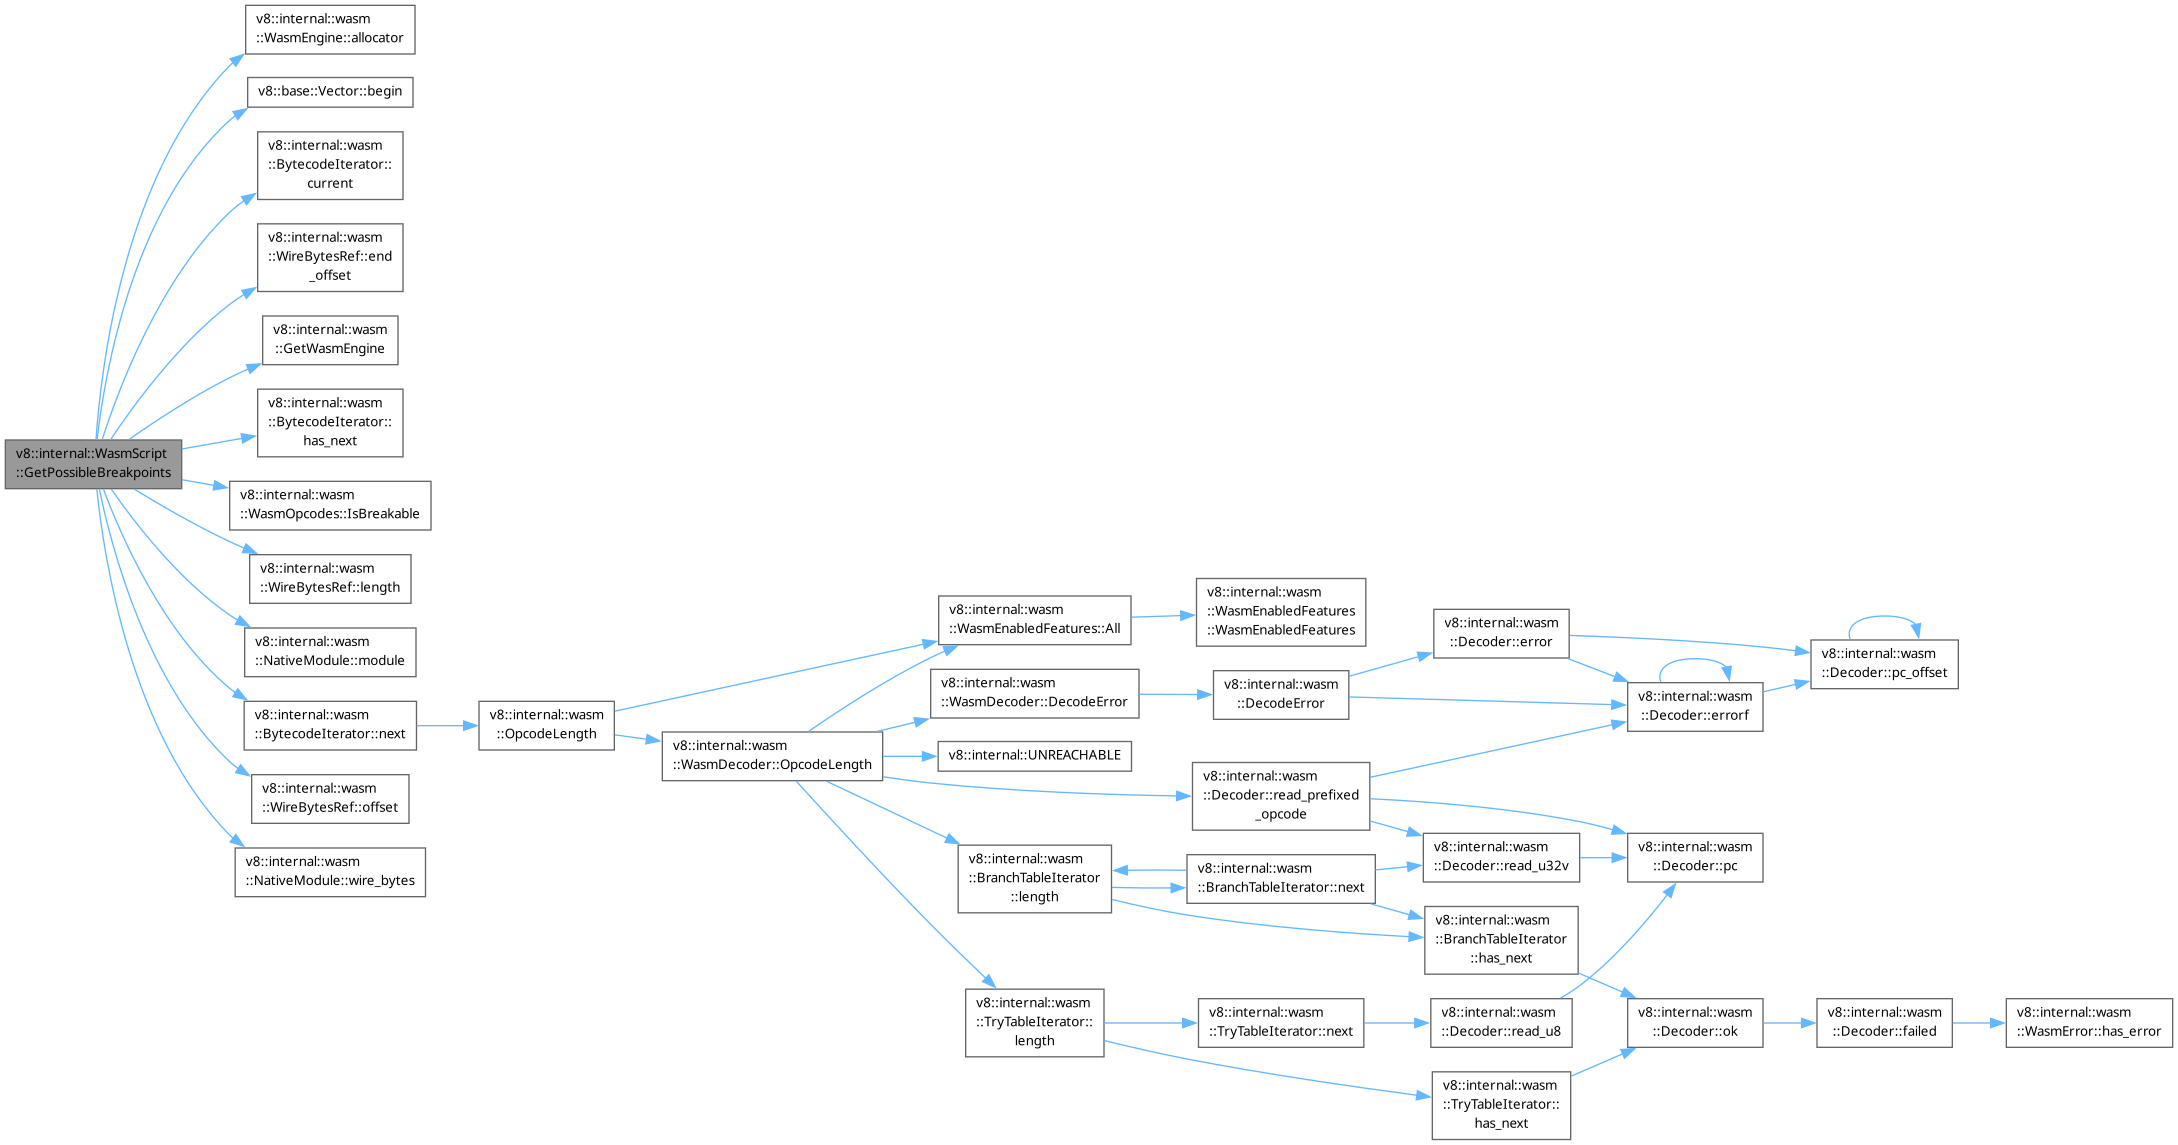 v8::internal::WasmScript
::GetPossibleBreakpoints
v8::internal::wasm
::WasmEngine::allocator
v8::base::Vector::begin
v8::internal::wasm
::BytecodeIterator::
current
v8::internal::wasm
::WireBytesRef::end
_offset
v8::internal::wasm
::GetWasmEngine
v8::internal::wasm
::BytecodeIterator::
has_next
v8::internal::wasm
::WasmOpcodes::IsBreakable
v8::internal::wasm
::WireBytesRef::length
v8::internal::wasm
::NativeModule::module
v8::internal::wasm
::BytecodeIterator::next
v8::internal::wasm
::WireBytesRef::offset
v8::internal::wasm
::NativeModule::wire_bytes
v8::internal::wasm
::OpcodeLength
v8::internal::wasm
::WasmDecoder::OpcodeLength
v8::internal::wasm
::WasmEnabledFeatures::All
v8::internal::wasm
::WasmDecoder::DecodeError
v8::internal::UNREACHABLE
v8::internal::wasm
::BranchTableIterator
::length
v8::internal::wasm
::TryTableIterator::
length
v8::internal::wasm
::WasmEnabledFeatures
::WasmEnabledFeatures
v8::internal::wasm
::DecodeError
v8::internal::wasm
::Decoder::read_prefixed
_opcode
v8::internal::wasm
::BranchTableIterator::next
v8::internal::wasm
::TryTableIterator::next
v8::internal::wasm
::Decoder::error
v8::internal::wasm
::Decoder::read_u32v
v8::internal::wasm
::BranchTableIterator
::has_next
v8::internal::wasm
::Decoder::read_u8
v8::internal::wasm
::TryTableIterator::
has_next
v8::internal::wasm
::Decoder::errorf
v8::internal::wasm
::Decoder::pc
v8::internal::wasm
::Decoder::ok
v8::internal::wasm
::Decoder::pc_offset
v8::internal::wasm
::Decoder::failed
v8::internal::wasm
::WasmError::has_error